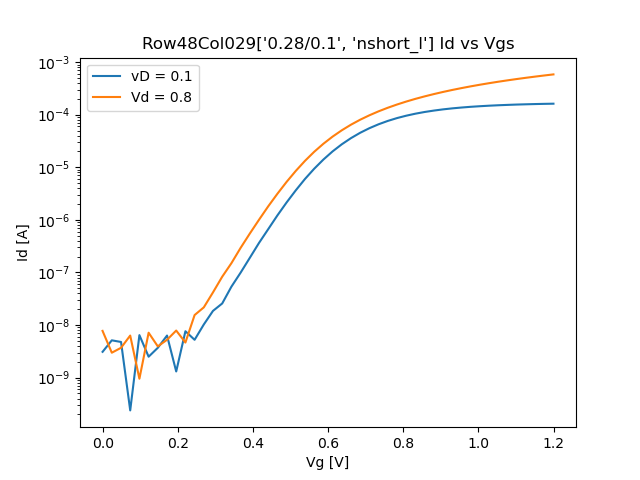 Row48Col029['0.28/0.1', 'nshort_l'] Id vs Vgs
vD = 0.1
Vd = 0.8
Id [A]
10⁻³
10⁻⁴
10⁻⁵
10⁻⁶
10⁻⁷
10⁻⁸
10⁻⁹
0.0 0.2 0.4 0.6 0.8 1.0 1.2
Vg [V]